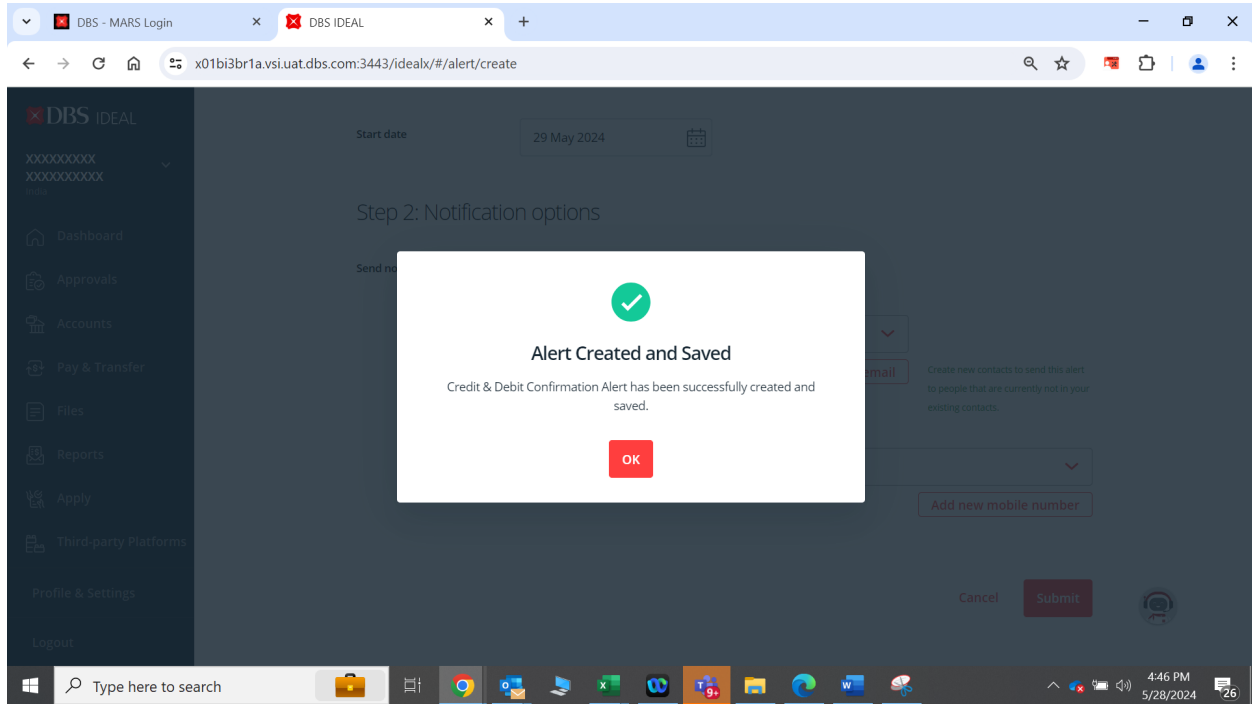 DBS - MARS Login
DBS IDEAL
x01bi3br1a.vsi.uat.dbs.com:3443/idealx/#/alert/create
DBS IDEAL
XXXXXXXXX
XXXXXXXXXX
India
Dashboard
Approvals
Accounts
Pay & Transfer
Files
Reports
Apply
Third-party Platforms
Profile & Settings
Logout
Start date
29 May 2024
Step 2: Notification options
Send no
Alert Created and Saved
Credit & Debit Confirmation Alert has been successfully created and
saved.
OK
email
Create new contacts to send this alert
to people that are currently not in your
existing contacts.
Add new mobile number
Cancel
Submit
Type here to search
9+
4:46 PM
5/28/2024
26